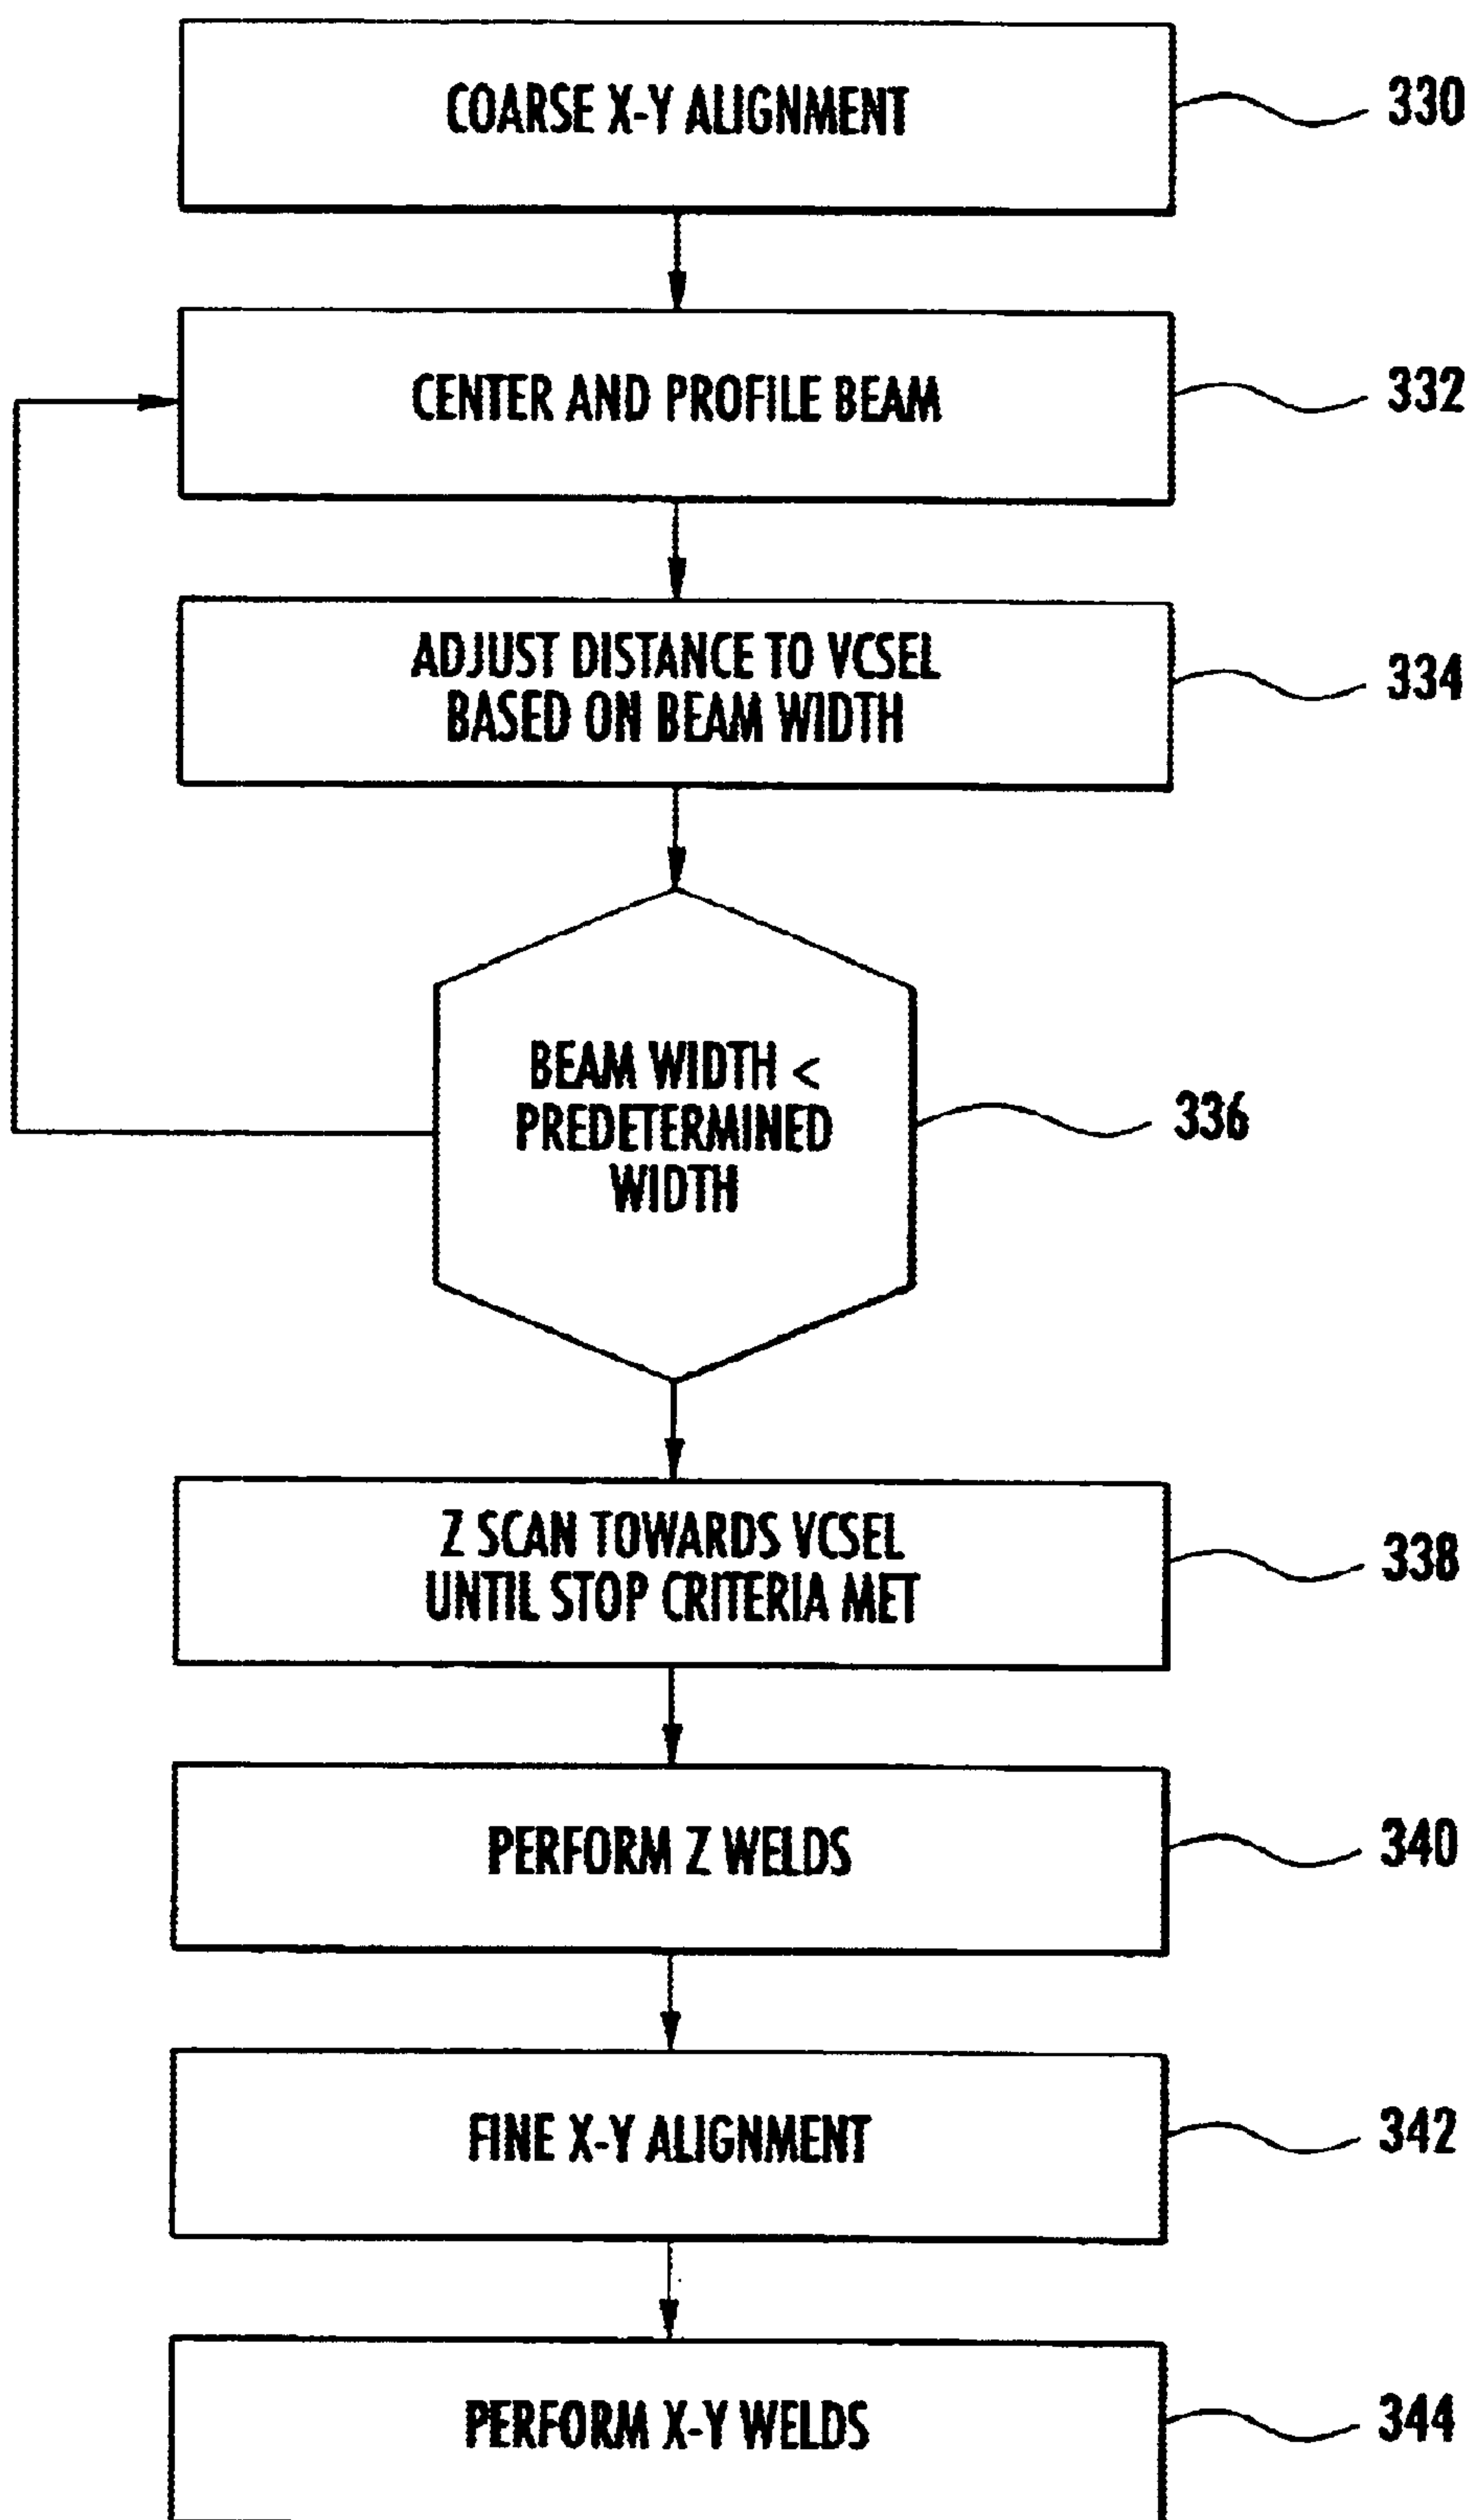 COARSE X-Y ALIGNMENT
330
CENTER AND PROFILE BEAM
332
ADJUST DISTANCE TO VCSEL
BASED ON BEAM WIDTH
334
BEAM WIDTH <
PREDETERMINED
WIDTH
336
Z SCAN TOWARDS VCSEL
UNTIL STOP CRITERIA MET
338
PERFORM Z WELDS
340
FINE X-Y ALIGNMENT
342
PERFORM X-Y WELDS
344